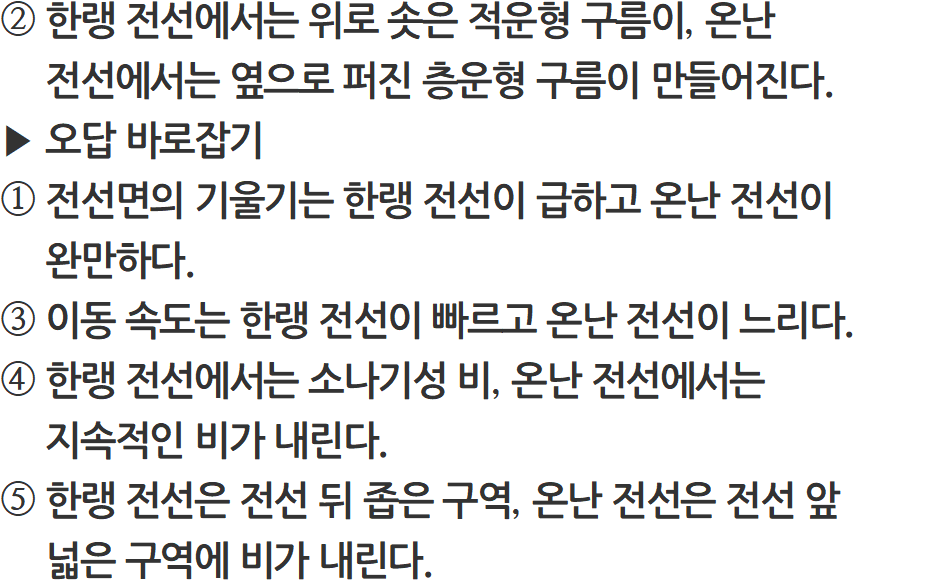 ② 한랭 전선에서는 위로 솟은 적운형 구름이, 온난
전선에서는 옆으로 퍼진 층운형 구름이 만들어진다.
▶ 오답 바로잡기
① 전선면의 기울기는 한랭 전선이 급하고 온난 전선이
완만하다.
③ 이동 속도는 한랭 전선이 빠르고 온난 전선이 느리다.
④ 한랭 전선에서는 소나기성 비, 온난 전선에서는
지속적인 비가 내린다.
⑤ 한랭 전선은 전선 뒤 좁은 구역, 온난 전선은 전선 앞
넓은 구역에 비가 내린다.